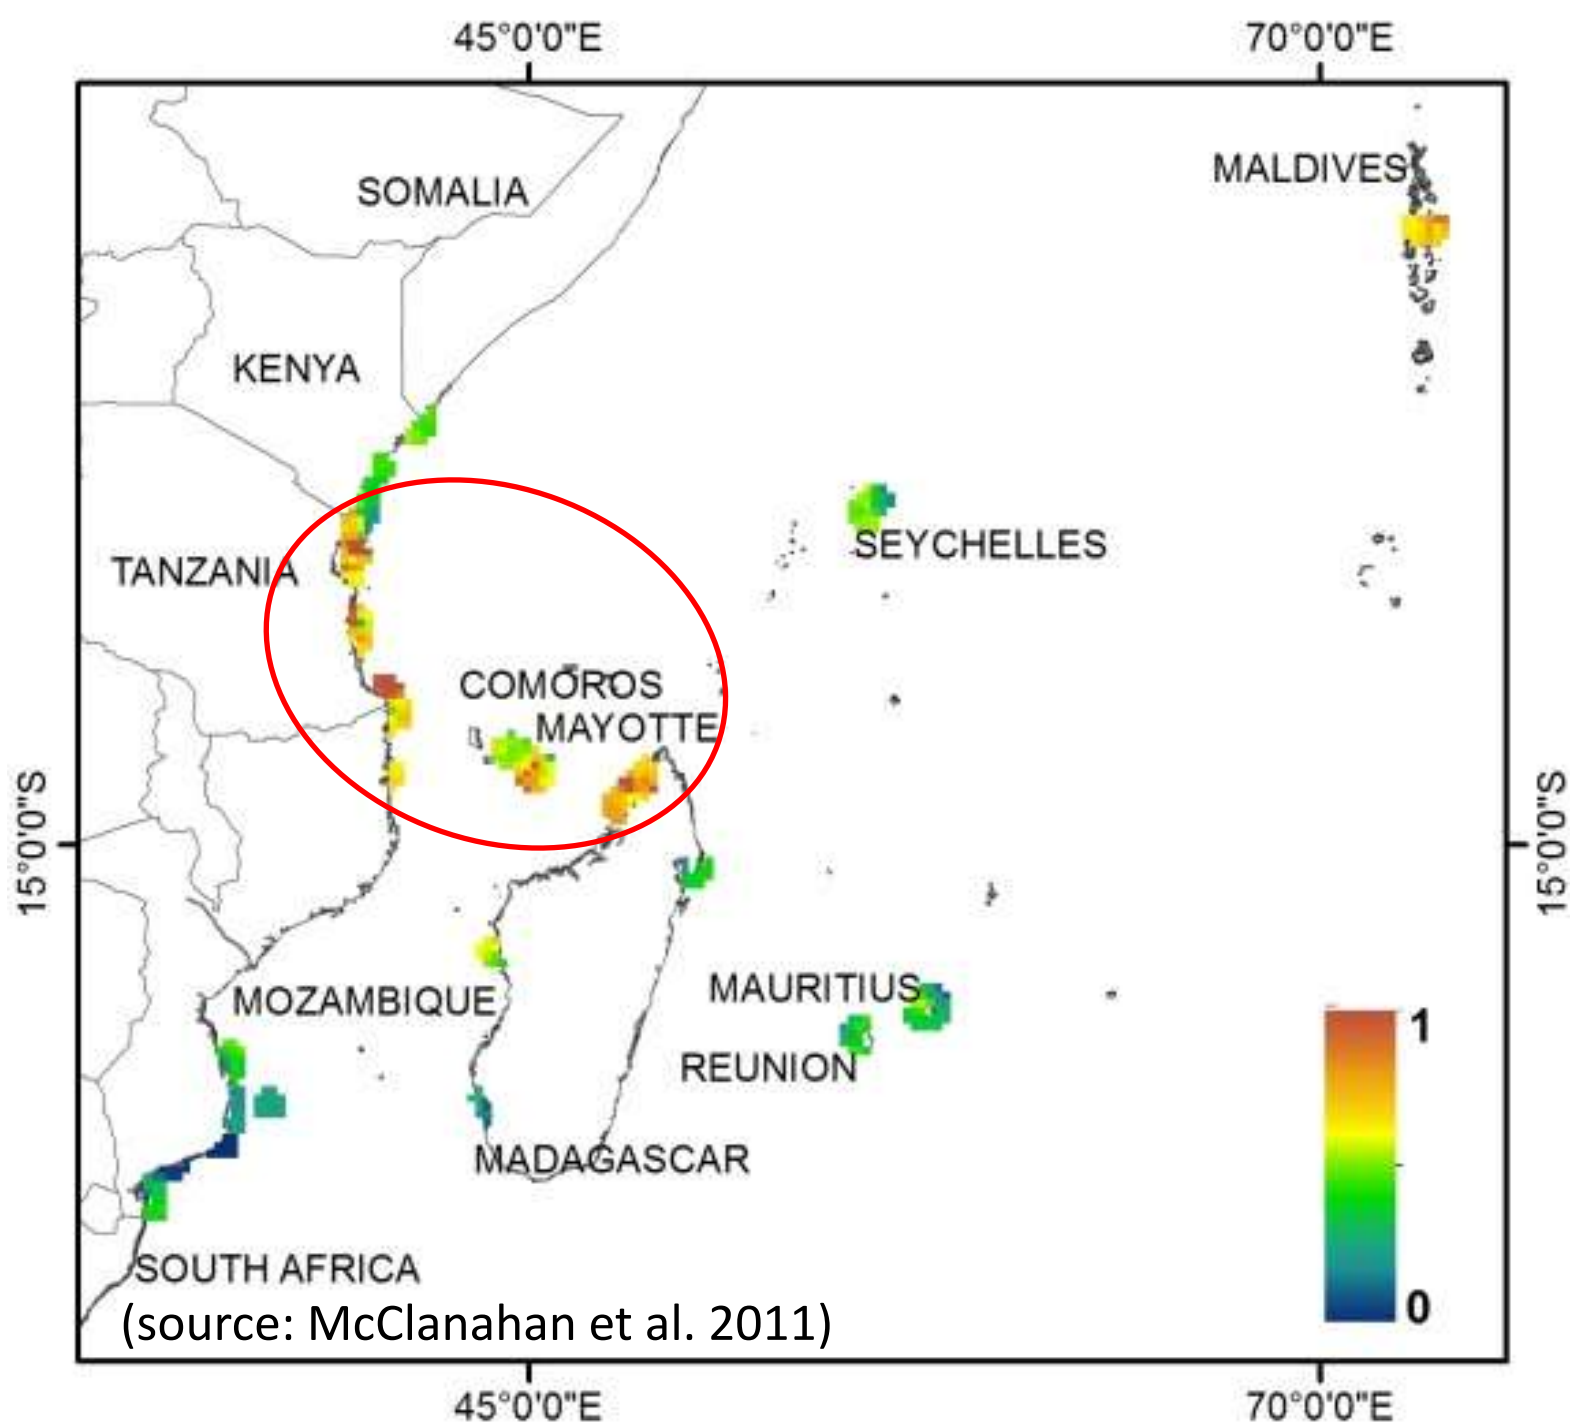 45°0'0"E
70°0'0"E
MALDIVES
SOMALIA
KENYA
SEYCHELLES
TANZANIA
COMOROS
MAYOTTE
15°0'0"S
15°0'0"S
MAURITIUS
MOZAMBIQUE
1
REUNION
MADAGASCAR
SOUTH AFRICA
0
(source: McClanahan et al. 2011)
45°0'0"E
70°0'0"E